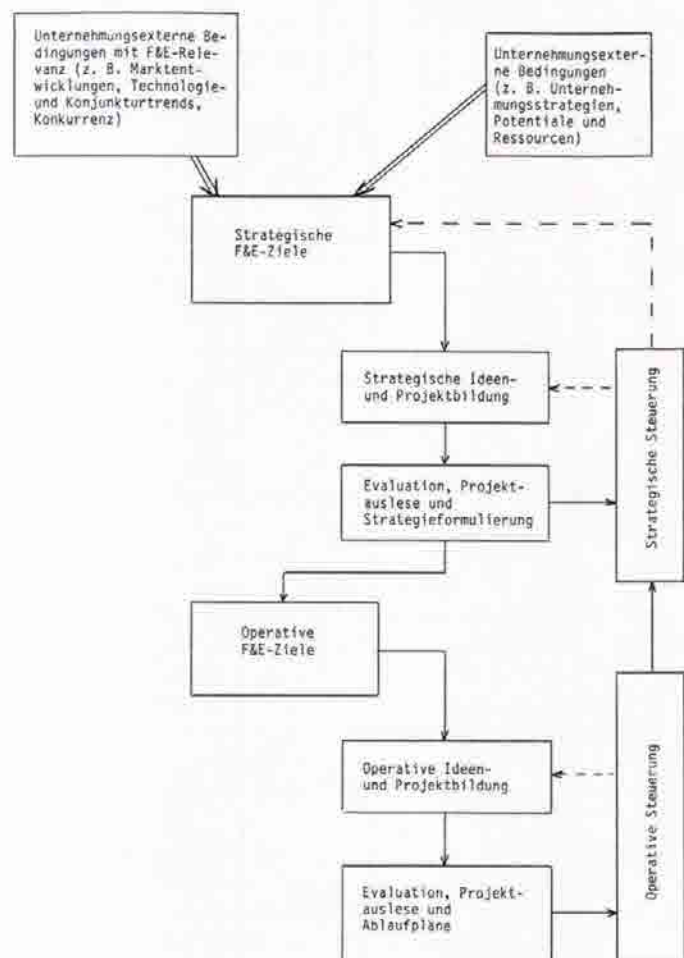 Unternehmungsexterne Be-
dingungen mit F&E-Rele-
vanz (z. B. Marktent-
wicklungen, Technologie-
und Konjunkturtrends,
Konkurrenz)
Unternehmungsexter-
ne Bedingungen
(z. B. Unterneh-
mungsstrategien,
Potentiale und
Ressourcen)
Strategische
F&E-Ziele
Strategische Ideen-
und Projektbildung
Evaluation, Projekt-
auslese und
Strategieformulierung
Strategische Steuerung
Operative
F&E-Ziele
Operative Ideen-
und Projektbildung
Evaluation, Projekt-
auslese und
Ablaufpläne
Operative Steuerung